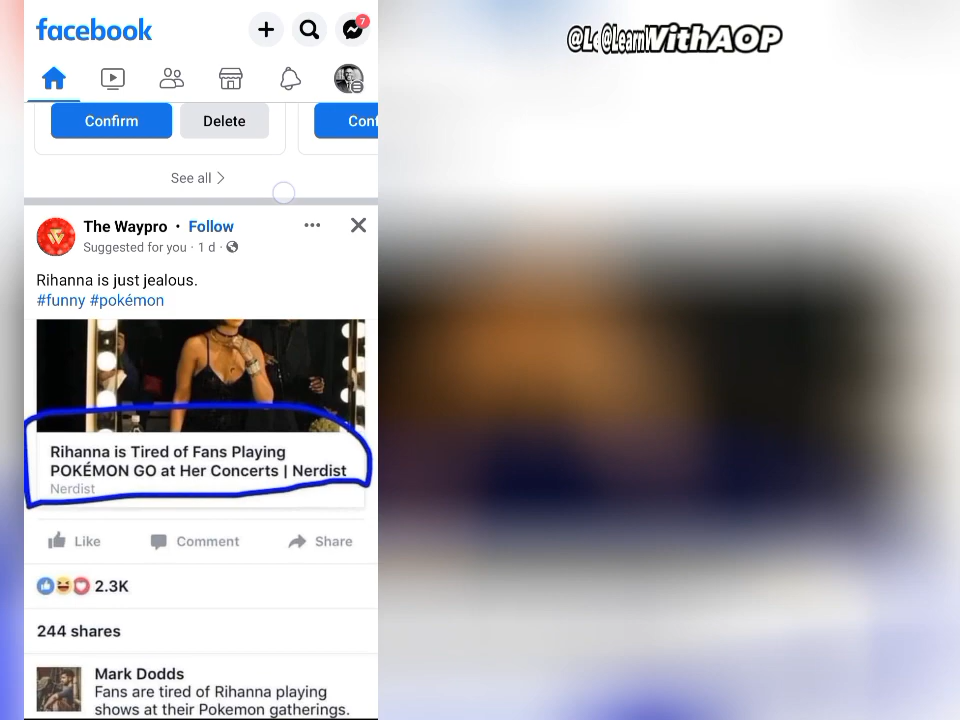 facebook
7
@LearnWithAOP
Confirm
Delete
Conf
See all
The Waypro · Follow
Suggested for you · 1 d ·
Rihanna is just jealous.
#funny #pokémon
Rihanna is Tired of Fans Playing
POKÉMON GO at Her Concerts | Nerdist
Nerdist
Like
Comment
Share
2.3K
244 shares
Mark Dodds
Fans are tired of Rihanna playing
shows at their Pokemon gatherings.